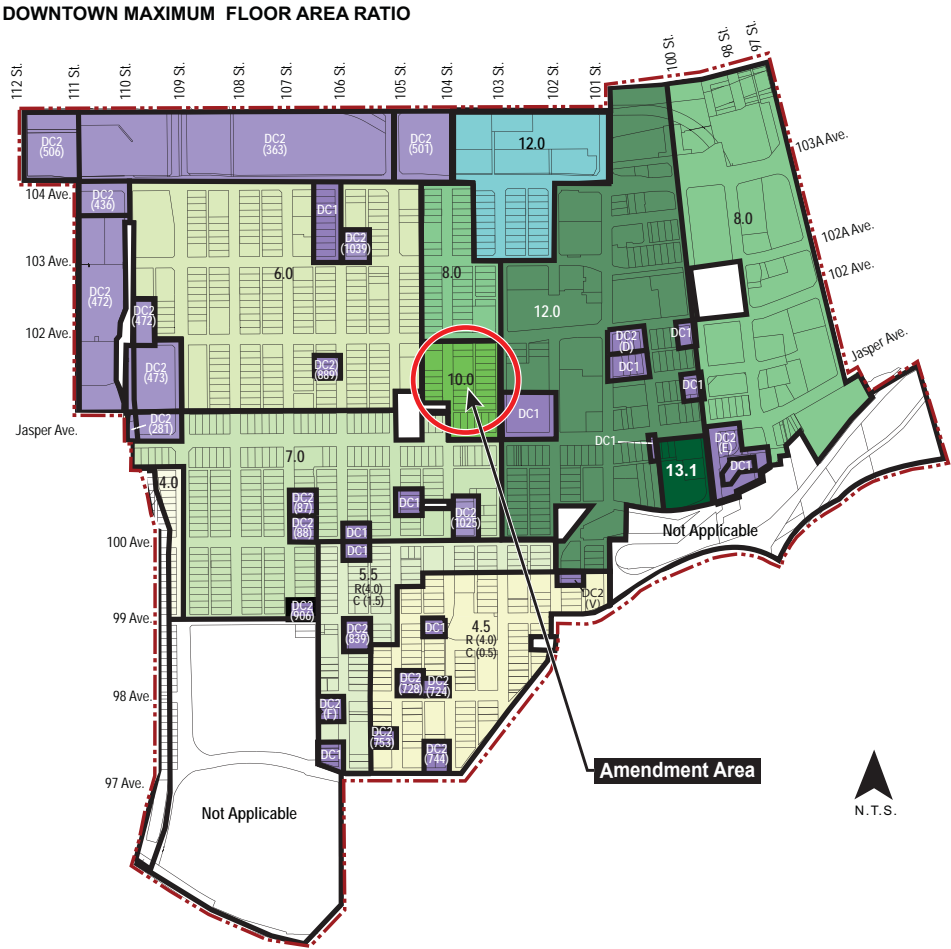 DOWNTOWN MAXIMUM FLOOR AREA RATIO
112 St.
111 St.
110 St.
109 St.
108 St.
107 St.
106 St.
105 St.
104 St.
103 St.
102 St.
101 St.
100 St.
98 St.
97 St.
DC2
(506)
DC2
(363)
DC2
(501)
12.0
103A Ave.
104 Ave.
DC2
(436)
DC1
DC2
(1039)
8.0
102A Ave.
103 Ave.
6.0
8.0
102 Ave.
DC2
(472)
DC2
(472)
12.0
102 Ave.
DC2
(D)
DC1
DC1
Jasper Ave.
DC2
(473)
DC2)
(889)
10.0
DC1
DC1
Jasper Ave.
DC2
(281)
DC1
DC2
(E)
DC1
7.0
13.1
4.0
DC2
(87)
DC1
DC2
(1025)
DC2
(88)
DC1
Not Applicable
100 Ave.
DC1
5.5
R(4.0)
C (1.5)
DC2
(V)
99 Ave.
DC2
(906)
DC2
(839)
DC1
4.5
R (4.0)
C (0.5)
98 Ave.
DC2
(728)
DC2
(724)
DC2
(F)
DC2
(753)
DC2
(744)
DC1
97 Ave.
Amendment Area
Not Applicable
N.T.S.